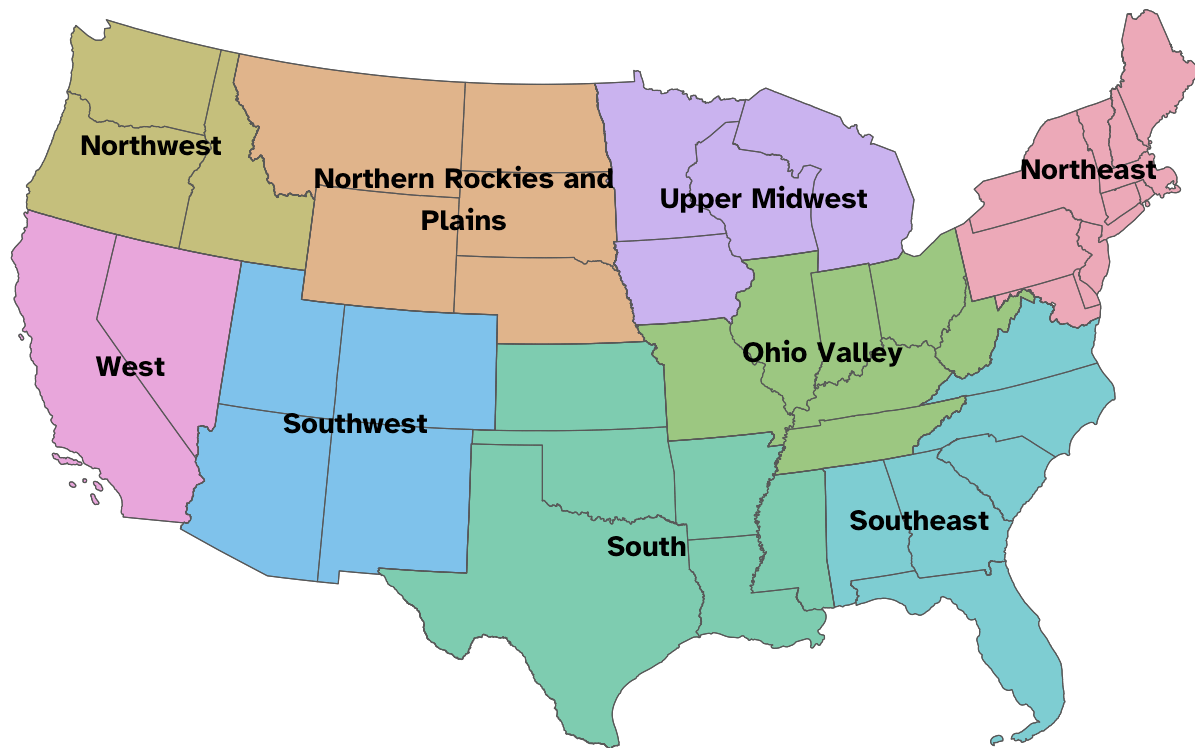 Northwest
Northeast
Northern Rockies and
Plains
Upper Midwest
Ohio Valley
West
Southwest
Southeast
South